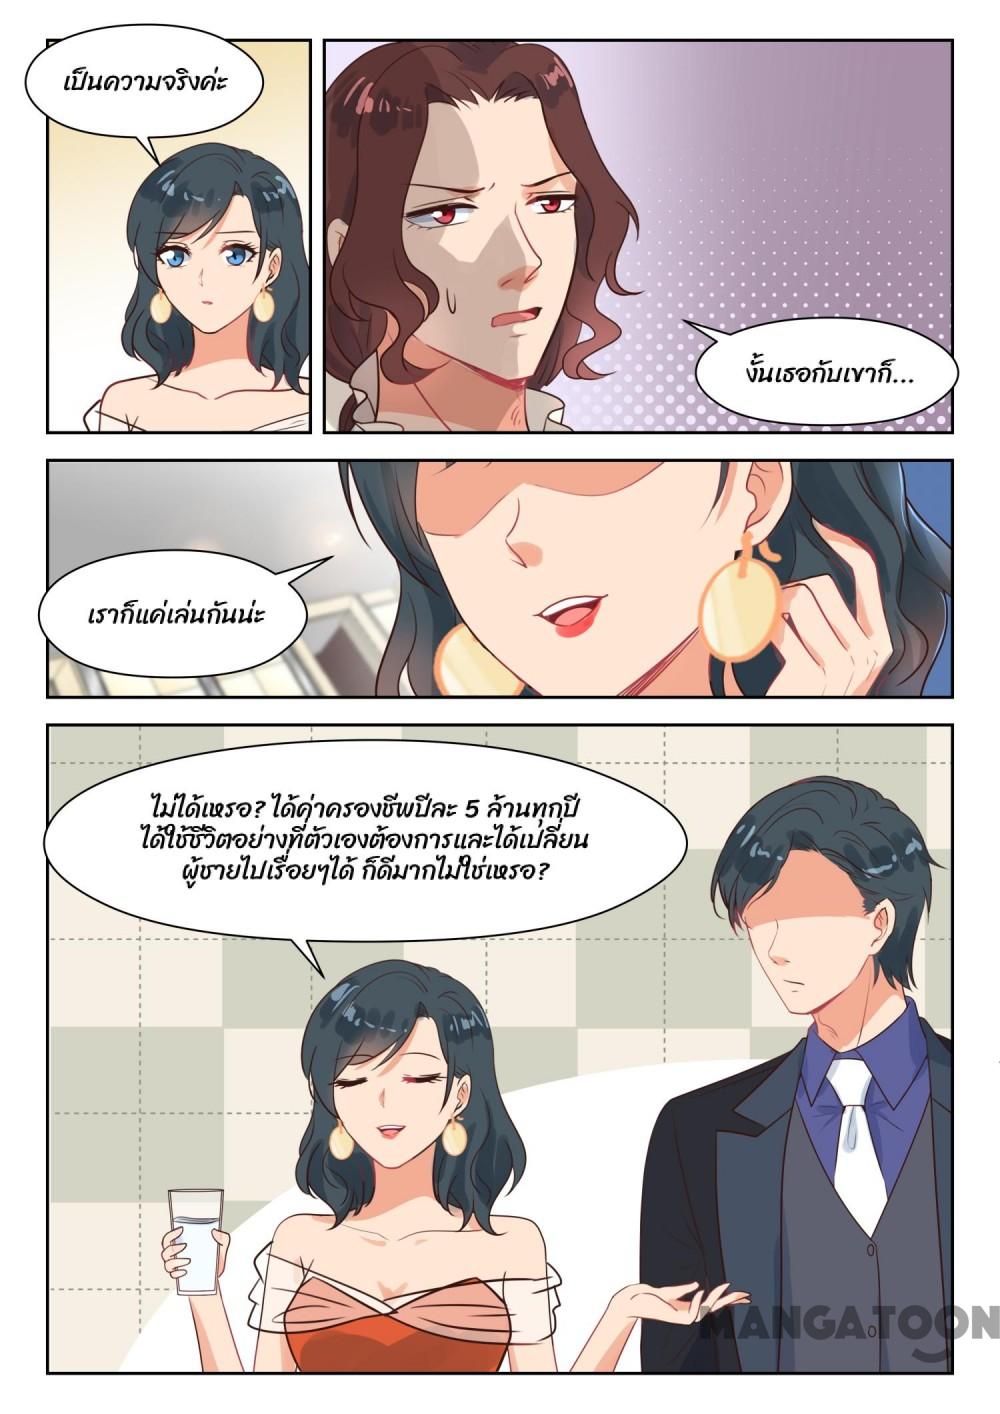 เป็นความจริงค่ะ
งั้นเธอกับเขาก็...
เราก็แค่เล่นกันน่ะ
ไม่ได้เหรอ? ได้ค่าครองชีพปีละ 5 ล้านทุกปี
ได้ใช้ชีวิตอย่างที่ตัวเองต้องการและได้เปลี่ยน
ผู้ชายไปเรื่อยๆได้ ก็ดีมากไม่ใช่เหรอ?
MANGATOON